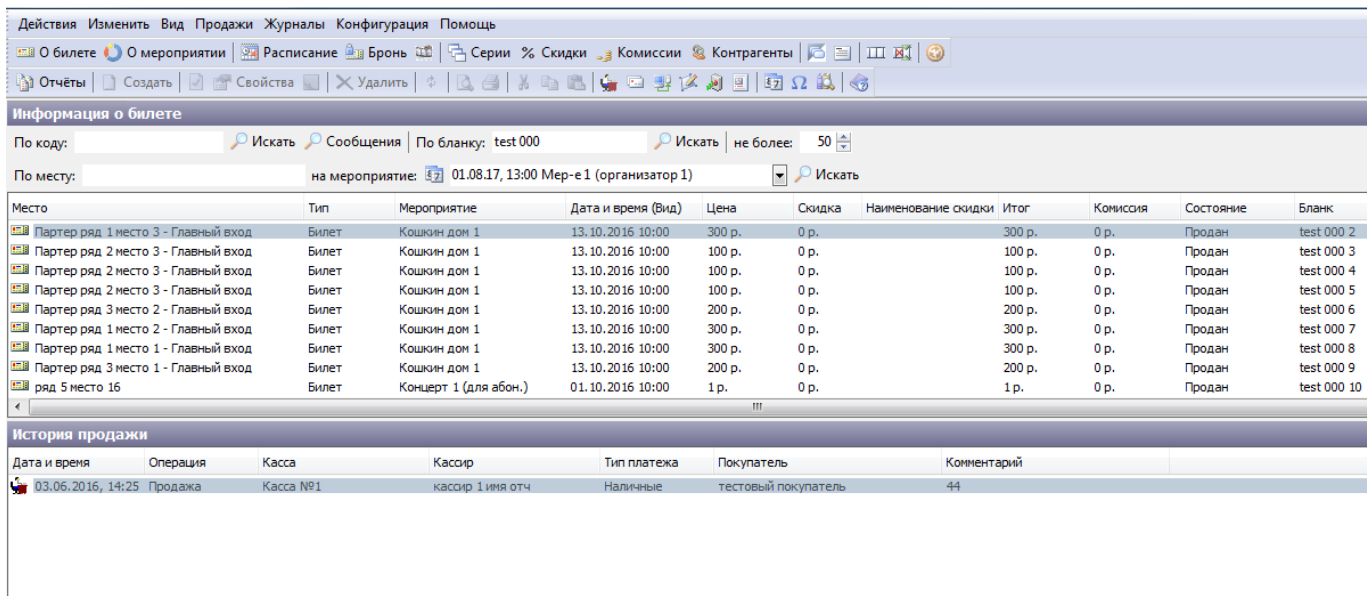 Действия Изменить Вид Продажи Журналы Конфигурация Помощь
О билете О мероприятии Расписание Бронь Серии % Скидки Комиссии Контрагенты
Отчёты Создать Свойства Удалить
Информация о билете
По коду: Искать Сообщения По бланку: test 000 Искать не более: 50
По месту: на мероприятие: 01.08.17, 13:00 Мер-е 1 (организатор 1) Искать
Место Тип Мероприятие Дата и время (Вид) Цена Скидка Наименование скидки Итог Комиссия Состояние Бланк
Партер ряд 1 место 3 - Главный вход Билет Кошкин дом 1 13.10.2016 10:00 300 р. 0 р. 300 р. 0 р. Продан test 000 2
Партер ряд 2 место 3 - Главный вход Билет Кошкин дом 1 13.10.2016 10:00 100 р. 0 р. 100 р. 0 р. Продан test 000 3
Партер ряд 2 место 3 - Главный вход Билет Кошкин дом 1 13.10.2016 10:00 100 р. 0 р. 100 р. 0 р. Продан test 000 4
Партер ряд 2 место 3 - Главный вход Билет Кошкин дом 1 13.10.2016 10:00 100 р. 0 р. 100 р. 0 р. Продан test 000 5
Партер ряд 3 место 2 - Главный вход Билет Кошкин дом 1 13.10.2016 10:00 200 р. 0 р. 200 р. 0 р. Продан test 000 6
Партер ряд 1 место 2 - Главный вход Билет Кошкин дом 1 13.10.2016 10:00 300 р. 0 р. 300 р. 0 р. Продан test 000 7
Партер ряд 1 место 1 - Главный вход Билет Кошкин дом 1 13.10.2016 10:00 300 р. 0 р. 300 р. 0 р. Продан test 000 8
Партер ряд 3 место 1 - Главный вход Билет Кошкин дом 1 13.10.2016 10:00 200 р. 0 р. 200 р. 0 р. Продан test 000 9
ряд 5 место 16 Билет Концерт 1 (для абон.) 01.10.2016 10:00 1 р. 0 р. 1 р. 0 р. Продан test 000 10
История продажи
Дата и время Операция Касса Кассир Тип платежа Покупатель Комментарий
03.06.2016, 14:25 Продажа Касса №1 кассир 1 имя отч Наличные тестовый покупатель 44